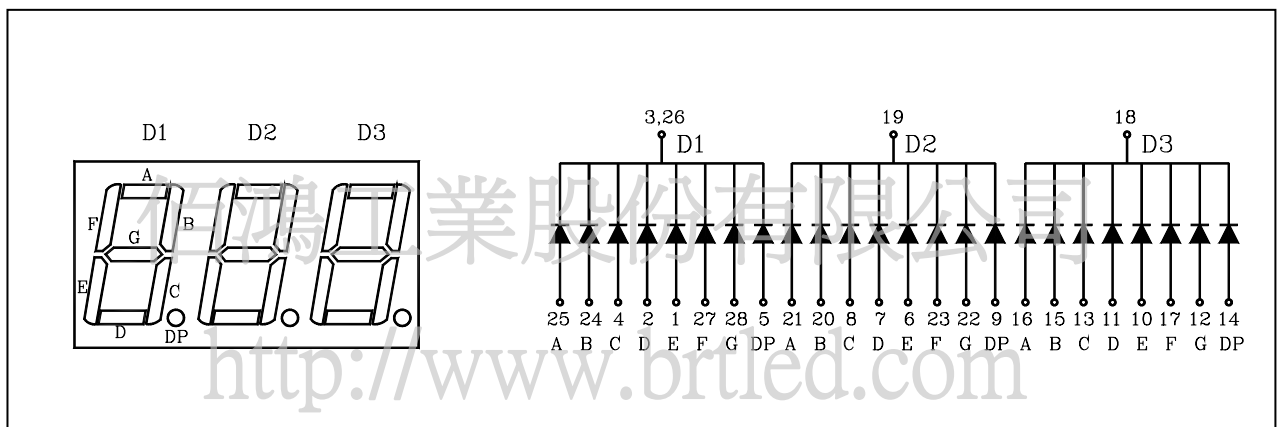 3,26 19 18
D1 D2 D3 D1 D2 D3
A
F B
G
E C
D DP
佰鴻工業股份有限公司
25 24 4 2 1 27 28 5 21 20 8 7 6 23 22 9 16 15 13 11 10 17 12 14
A B C D E F G DP A B C D E F G DP A B C D E F G DP
http://www.brtled.com